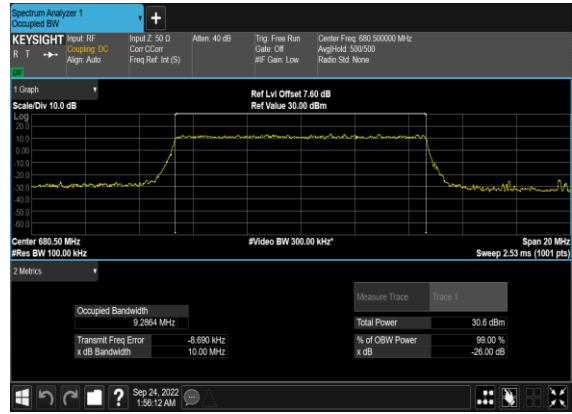 Spectrum Analyzer 1
Occupied BW
KEYSIGHT Input: RF Input Z: 50 Ω Atten: 40 dB Trig: Free Run Center Freq: 680.500000 MHz
R T Coupling: DC Corr CCorr Gate: Off Avg|Hold: 500/500
Align: Auto Freq Ref: Int (S) #IF Gain: Low Radio Std: None
1 Graph
Ref Lvl Offset 7.60 dB
Scale/Div 10.0 dB Ref Value 30.00 dBm
Log
20.0
10.0
0.00
-10.0
-20.0
-30.0
-40.0
-50.0
-60.0
Center 680.50 MHz #Video BW 300.00 kHz* Span 20 MHz
#Res BW 100.00 kHz Sweep 2.53 ms (1001 pts)
2 Metrics
Measure Trace Trace 1
Occupied Bandwidth
9.2864 MHz Total Power 30.6 dBm
Transmit Freq Error -8.690 kHz % of OBW Power 99.00 %
x dB Bandwidth 10.00 MHz x dB -26.00 dB
Sep 24, 2022
1:56:12 AM